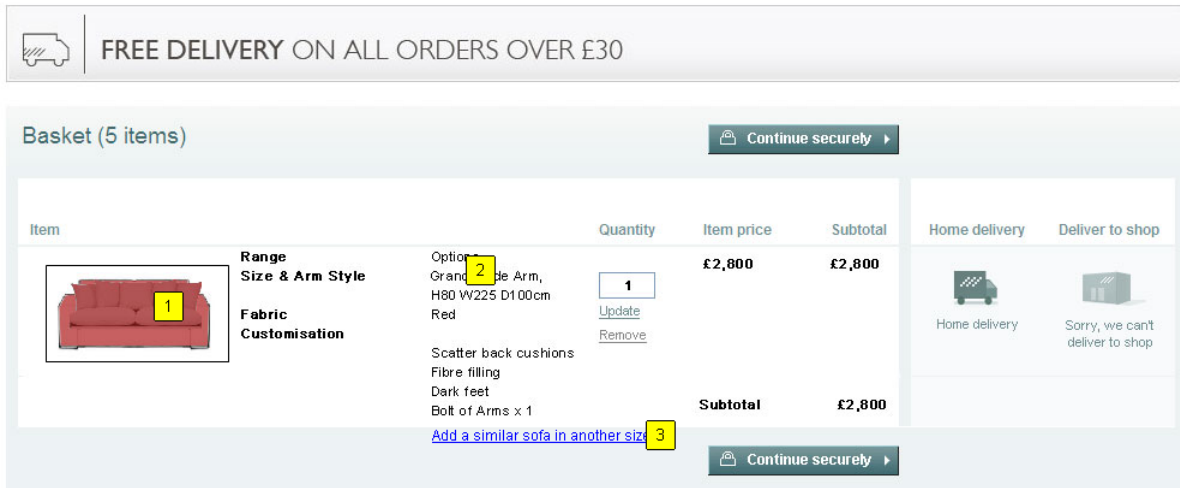 FREE DELIVERY ON ALL ORDERS OVER £30
Basket (5 items)
Continue securely
Item
Quantity
Item price
Subtotal
Home delivery
Deliver to shop
1
Range
Size & Arm Style
Fabric
Customisation
2
H80 W225 D100cm
Red
Scatter back cushions
Fibre filling
Dark feet
Bolt of Arms x 1
Add a similar sofa in another size
3
1
Update
Remove
£2,800
£2,800
Subtotal
£2,800
Home delivery
Sorry, we can't
deliver to shop
Continue securely